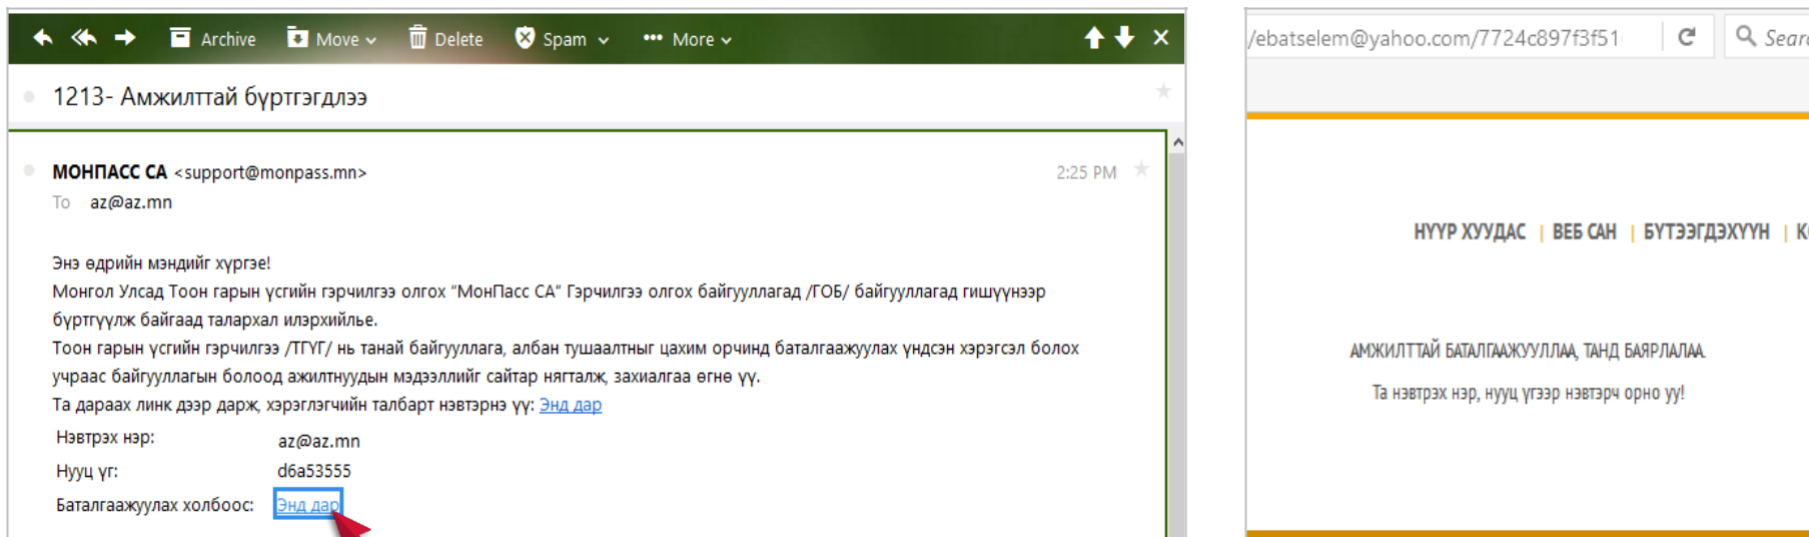 Archive Move Delete Spam More
1213- Амжилттай бүртгэгдлээ
МОНПАСС СА <support@monpass.mn> 2:25 PM
To az@az.mn
Энэ өдрийн мэндийг хүргэе!
Монгол Улсад Тоон гарын үсгийн гэрчилгээ олгох “МонПасс СА” Гэрчилгээ олгох байгууллагад /ГОБ/ байгууллагад гишүүнээр
бүртгүүлж байгаад талархал илэрхийлье.
Тоон гарын үсгийн гэрчилгээ /ТГҮГ/ нь танай байгууллага, албан тушаалтныг цахим орчинд баталгаажуулах үндсэн хэрэгсэл болох
учраас байгууллагын болоод ажилтнуудын мэдээллийг сайтар нягталж, захиалгаа өгнө үү.
Та дараах линк дээр дарж, хэрэглэгчийн талбарт нэвтэрнэ үү: Энд дар
Нэвтрэх нэр: az@az.mn
Нууц үг: d6a53555
Баталгаажуулах холбоос: Энд дар
/ebatselem@yahoo.com/7724c897f3f51
НҮҮР ХУУДАС | ВЕБ САН | БҮТЭЭГДЭХҮҮН |
АМЖИЛТТАЙ БАТАЛГААЖУУЛЛАА, ТАНД БАЯРЛАЛАА.
Та нэвтрэх нэр, нууц үгээр нэвтэрч орно уу!